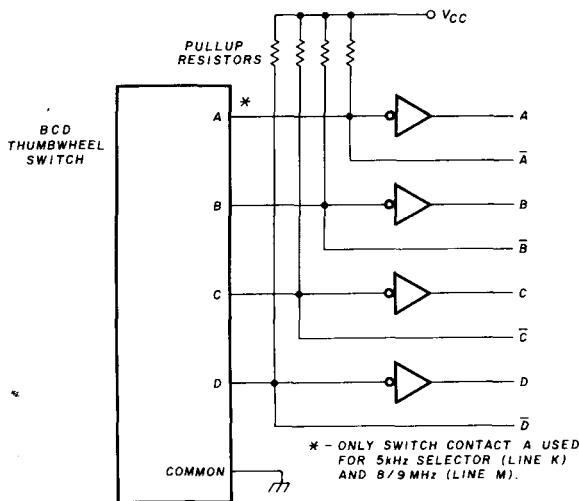 VCC
PULLUP
RESISTORS
BCD
THUMBWHEEL
SWITCH
A
*
A
A̅
B
B
B̅
C
C
C̅
D
D
D̅
COMMON
* - ONLY SWITCH CONTACT A USED
FOR 5kHz SELECTOR (LINE K)
AND 8/9 MHz (LINE M).